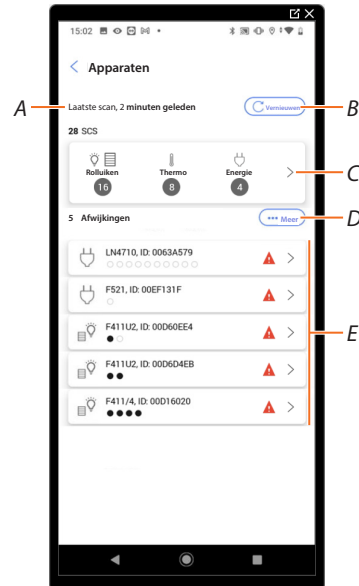 15:02
Apparaten
A
Laatste scan, 2 minuten geleden
Vernieuwen
B
28 SCS
Rolluiken
Thermo
Energie
16
8
4
C
5 Afwijkingen
Meer
D
LN4710, ID: 0063A579
F521, ID: 00EF131F
F411U2, ID: 00D60EE4
E
F411U2, ID: 00D6D4EB
F411/4, ID: 00D16020